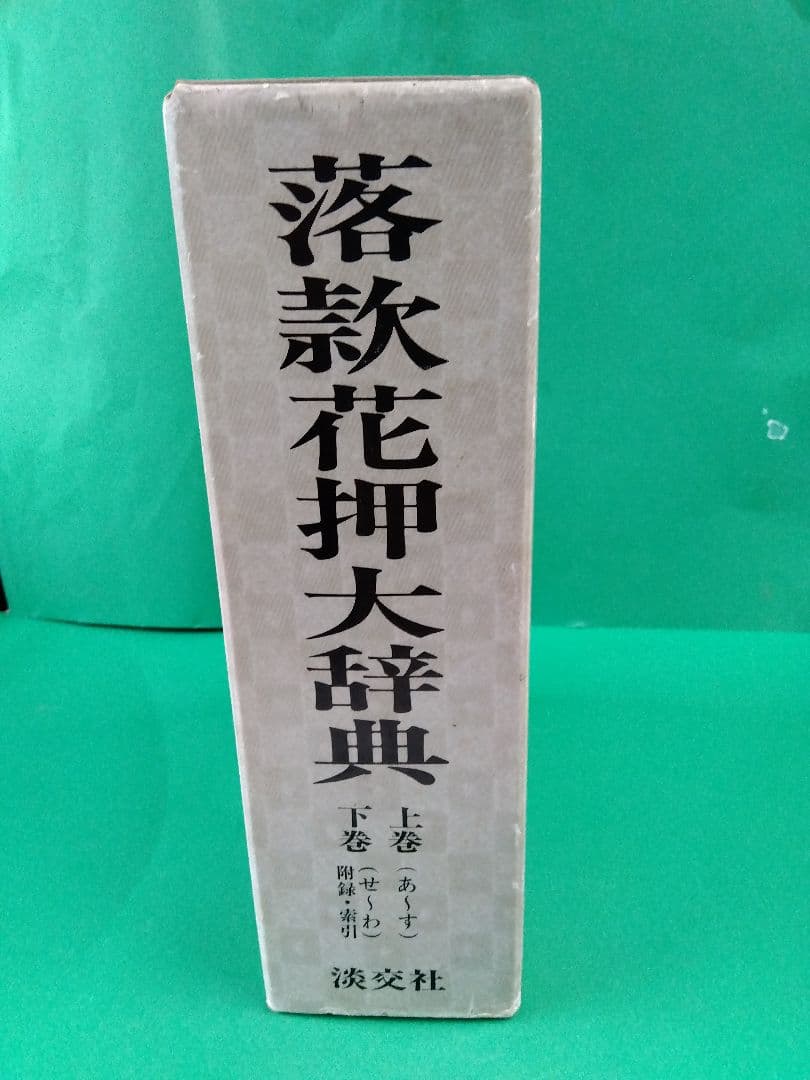 落款花押大辞典
上巻(あ〜す)
下巻(せ〜わ)
附録・索引
淡交社